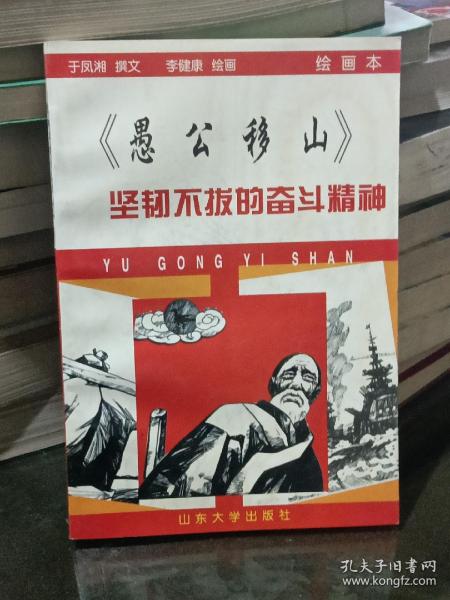 于凤湘 撰文 李健康 绘画 绘画本
《愚公移山》
坚韧不拔的奋斗精神
YU GONG YI SHAN
山东大学出版社
孔夫子旧书网
www.kongfz.com